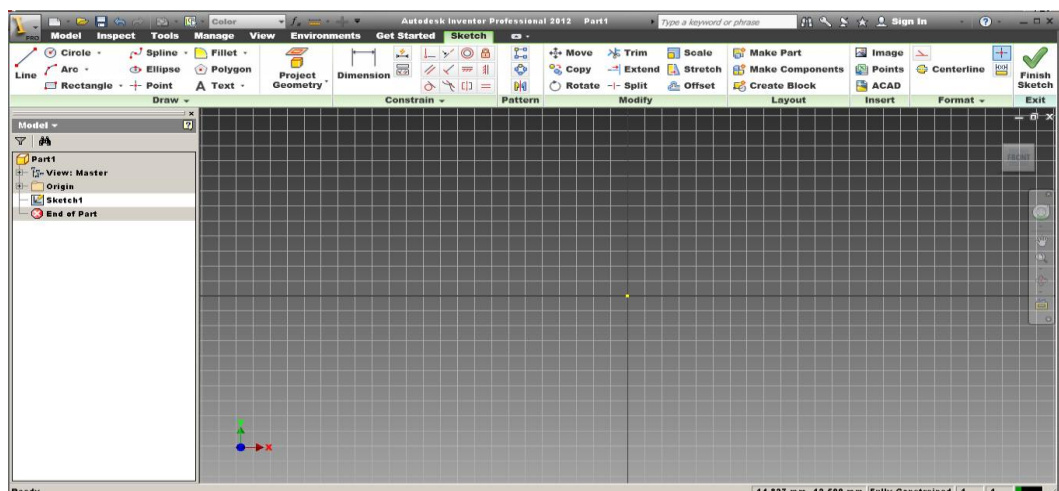 Color Autodesk Inventor Professional 2012 Part1 Type a keyword or phrase Sign In
PRO Model Inspect Tools Manage View Environments Get Started Sketch
Line Circle Spline Fillet Project Geometry Dimension Move Trim Scale Make Part Image Finish Sketch
Arc Ellipse Polygon Copy Extend Stretch Make Components Points Centerline
Rectangle Point A Text Rotate Split Offset Create Block ACAD
Draw Constrain Pattern Modify Layout Insert Format Exit
Model
Part1
View: Master
Origin
Sketch1
End of Part
FRONT
X
Ready Fully Constrained 1 1